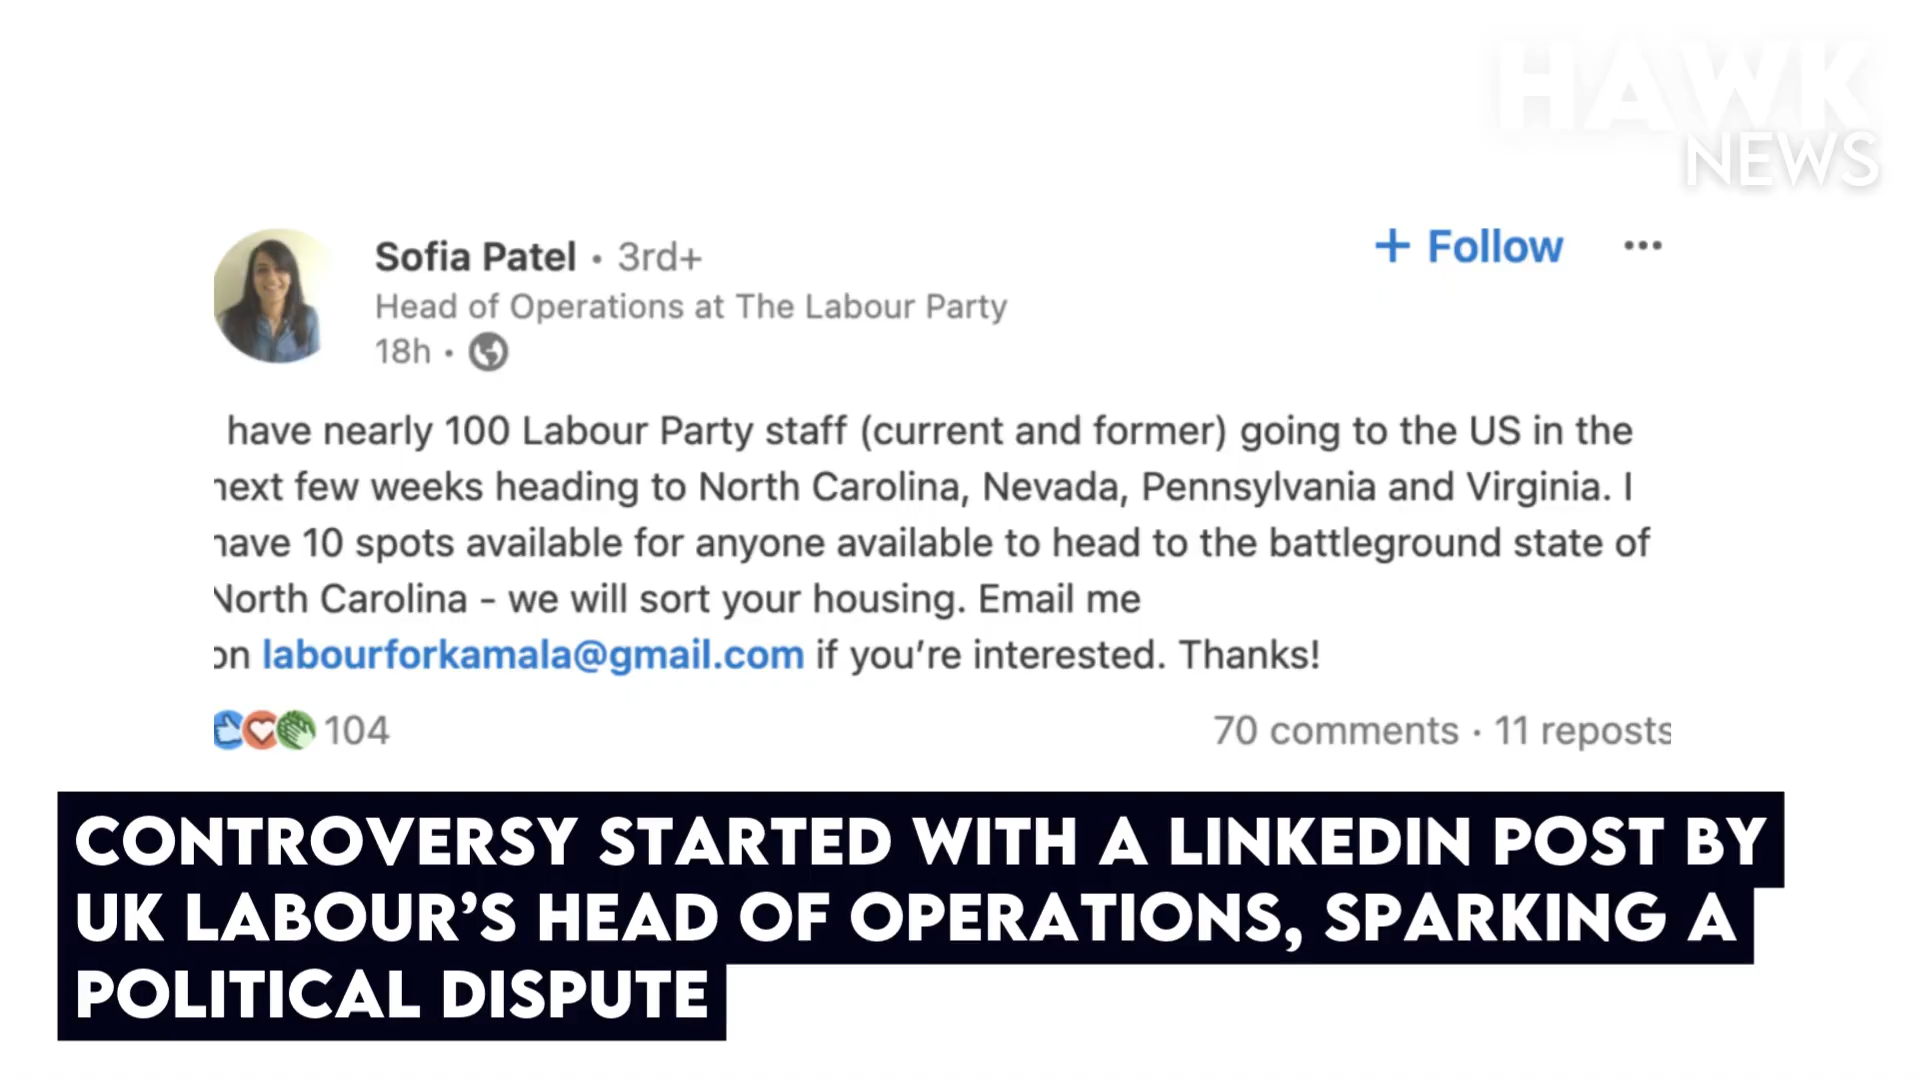 HAWK
NEWS
Sofia Patel • 3rd+
+ Follow ...
Head of Operations at The Labour Party
18h •
have nearly 100 Labour Party staff (current and former) going to the US in the
next few weeks heading to North Carolina, Nevada, Pennsylvania and Virginia. I
have 10 spots available for anyone available to head to the battleground state of
North Carolina - we will sort your housing. Email me
on labourforkamala@gmail.com if you’re interested. Thanks!
104
70 comments · 11 reposts
CONTROVERSY STARTED WITH A LINKEDIN POST BY
UK LABOUR’S HEAD OF OPERATIONS, SPARKING A
POLITICAL DISPUTE